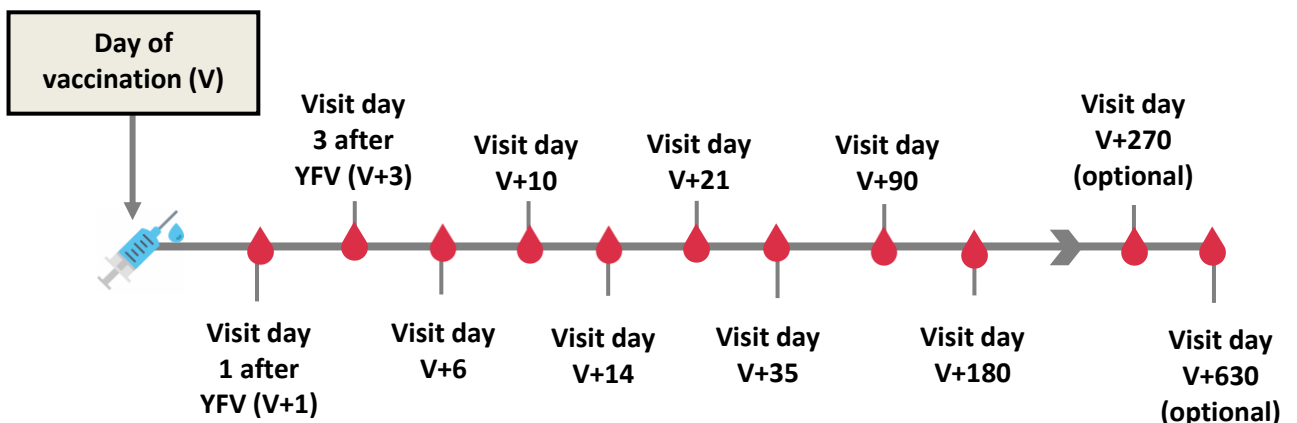 Day of
vaccination (V)
Visit day
1 after
YFV (V+1)
Visit day
3 after
YFV (V+3)
Visit day
V+6
Visit day
V+10
Visit day
V+14
Visit day
V+21
Visit day
V+35
Visit day
V+90
Visit day
V+180
Visit day
V+270
(optional)
Visit day
V+630
(optional)